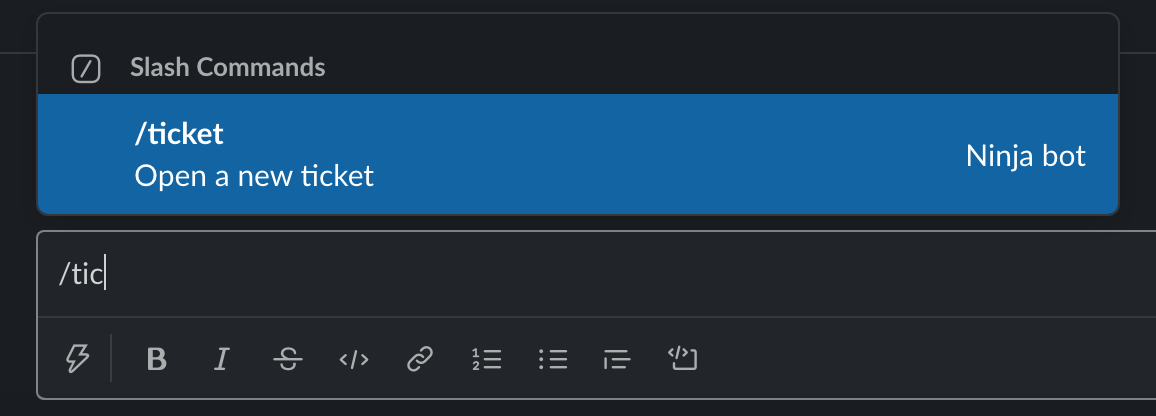 Slash Commands
/ticket
Open a new ticket
Ninja bot
/tic